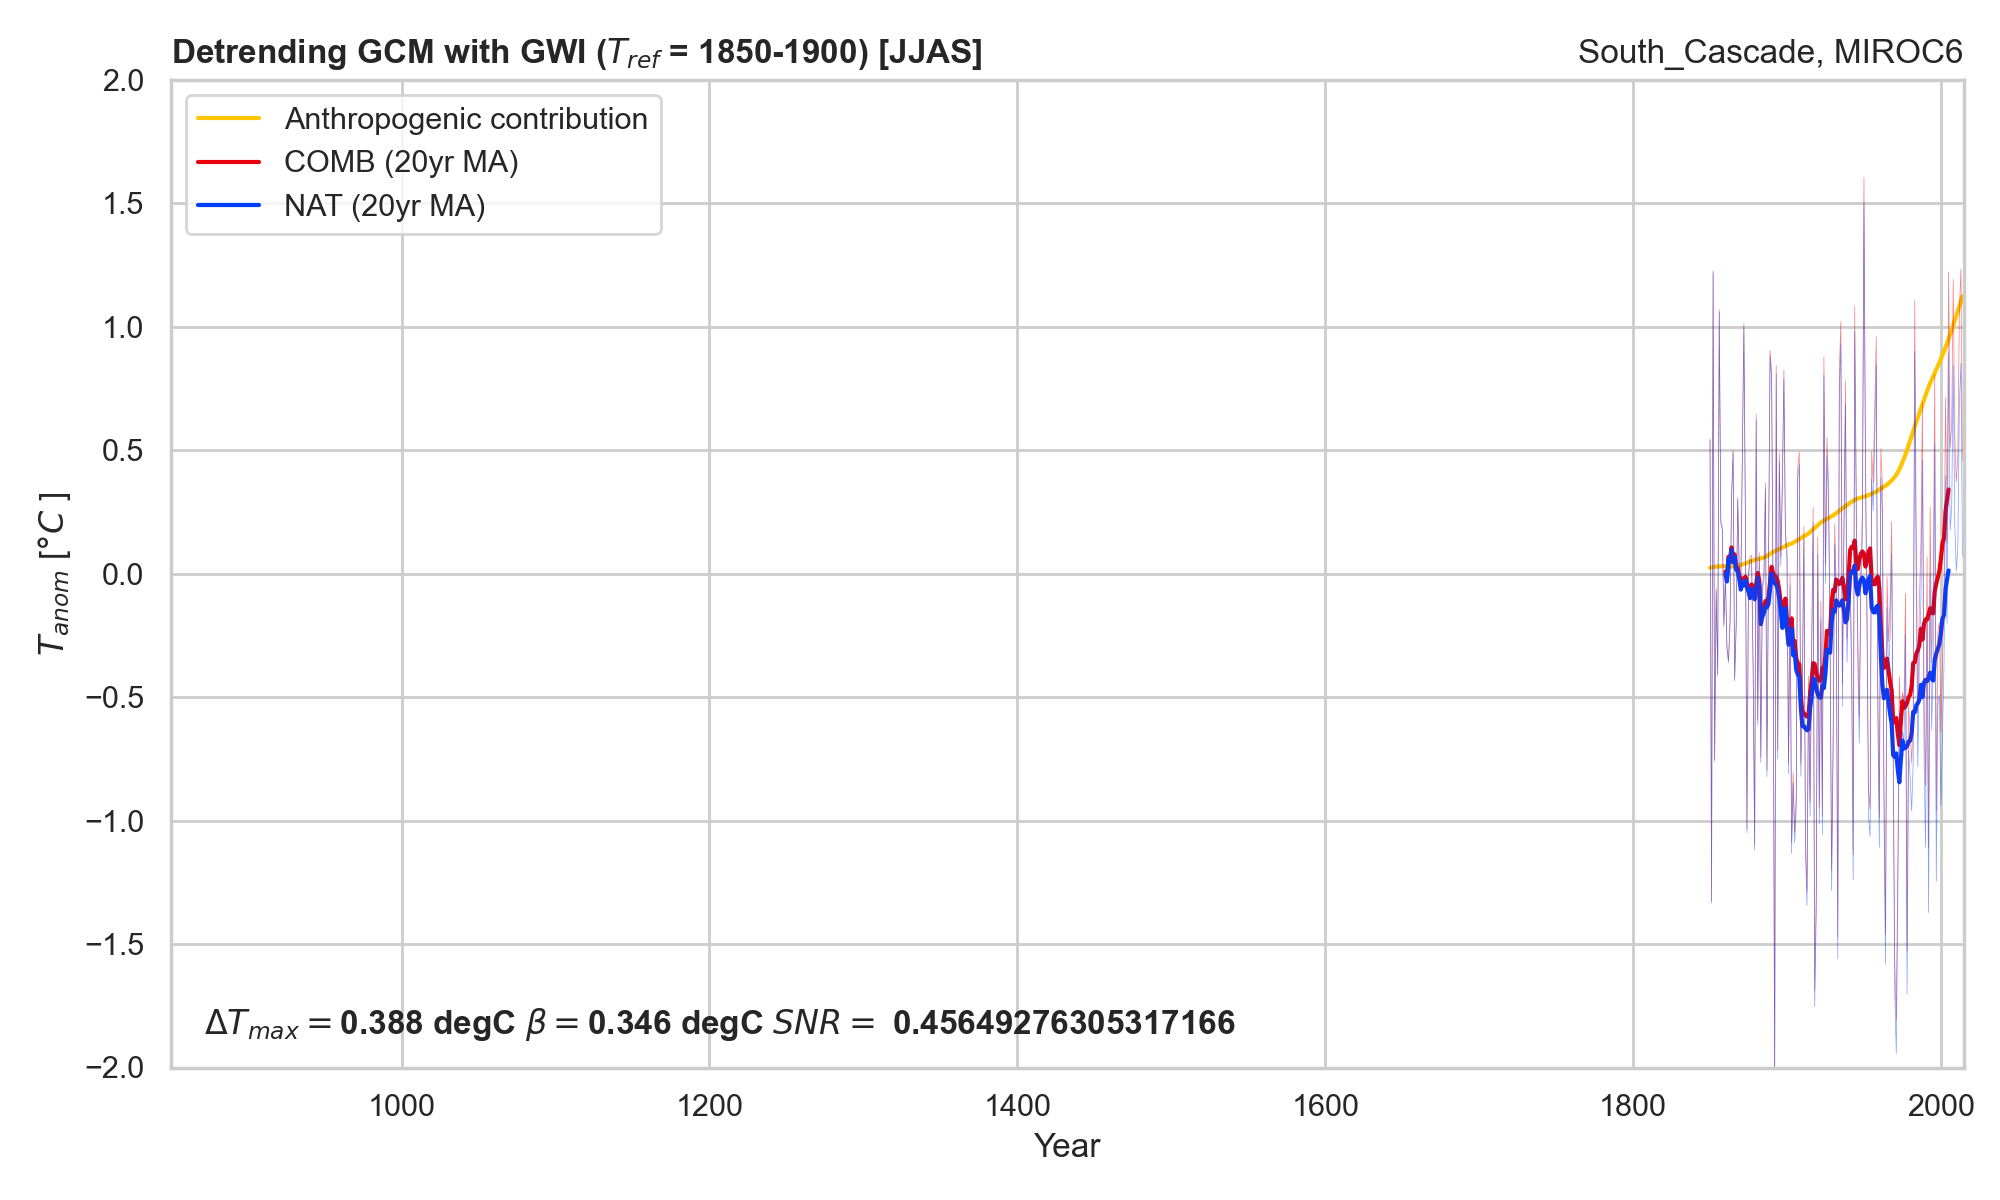 Detrending GCM with GWI (T_ref = 1850-1900) [JJAS]
South_Cascade, MIROC6
Anthropogenic contribution
COMB (20yr MA)
NAT (20yr MA)
2.0
1.5
1.0
0.5
0.0
−0.5
−1.0
−1.5
−2.0
T_anom [°C ]
ΔT_max = 0.388 degC β = 0.346 degC SNR = 0.45649276305317166
1000 1200 1400 1600 1800 2000
Year